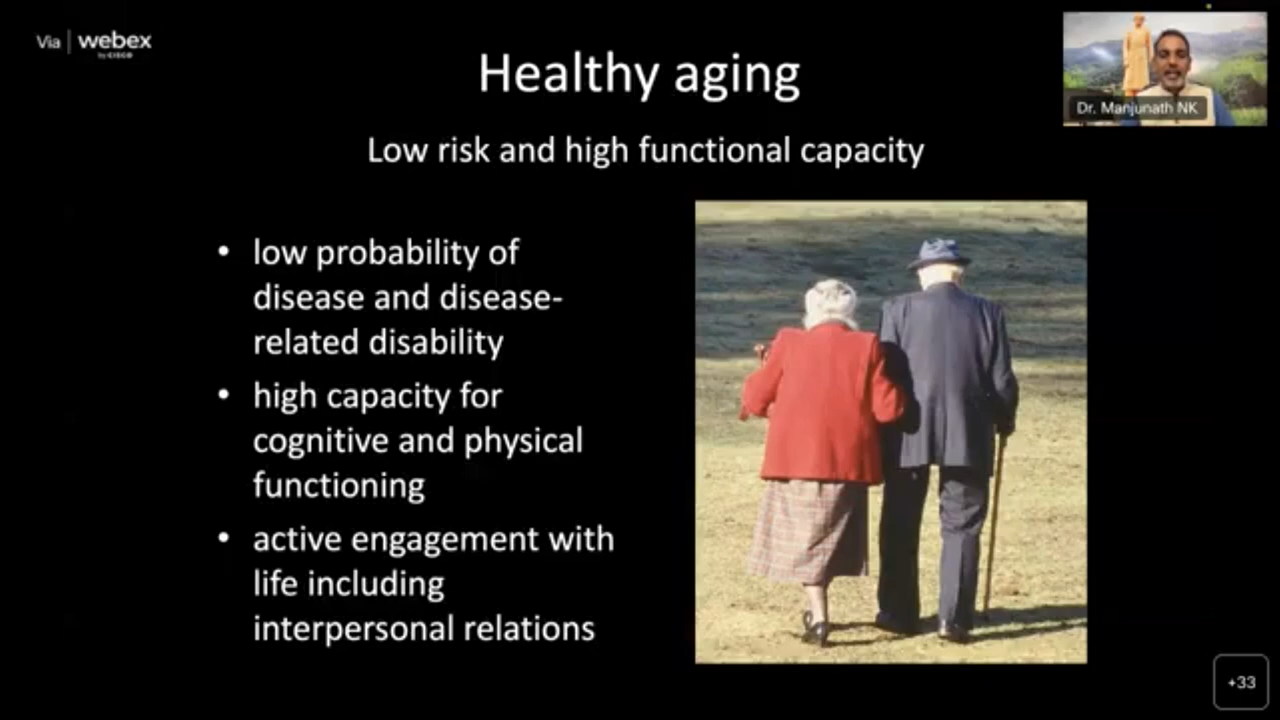 Via | webex
by CISCO
Healthy aging
Dr. Manjunath NK
Low risk and high functional capacity
• low probability of
disease and disease-
related disability
• high capacity for
cognitive and physical
functioning
• active engagement with
life including
interpersonal relations
+33